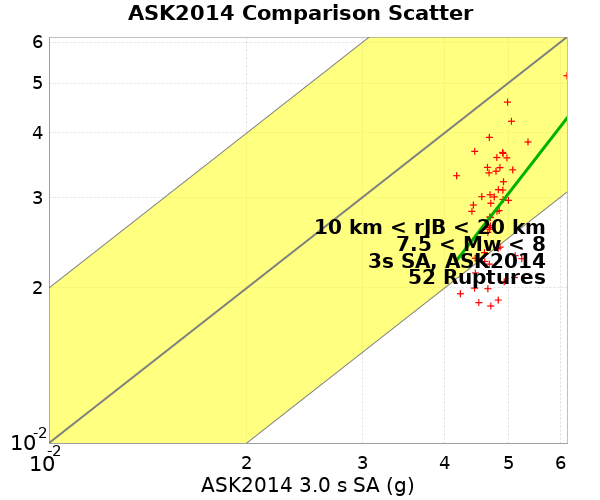 ASK2014 Comparison Scatter
6
5
4
3
2
10-2
10 km < rJB < 20 km
7.5 < Mw < 8
3s SA, ASK2014
52 Ruptures
10-2 2 3 4 5 6
ASK2014 3.0 s SA (g)